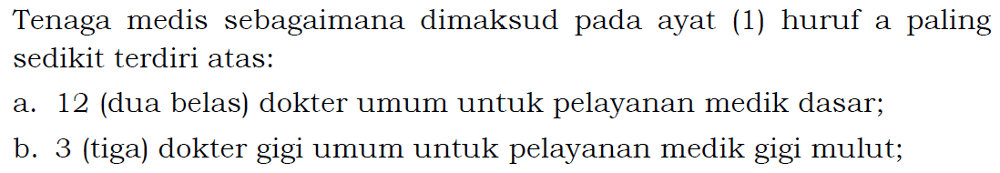 Tenaga medis sebagaimana dimaksud pada ayat (1) huruf a paling
sedikit terdiri atas:
a. 12 (dua belas) dokter umum untuk pelayanan medik dasar;
b. 3 (tiga) dokter gigi umum untuk pelayanan medik gigi mulut;